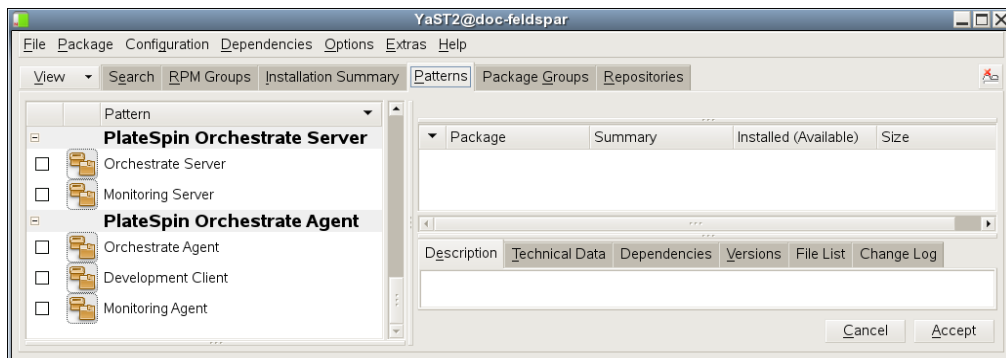 YaST2@doc-feldspar
File Package Configuration Dependencies Options Extras Help
View Search RPM Groups Installation Summary Patterns Package Groups Repositories
Pattern
PlateSpin Orchestrate Server
Orchestrate Server
Monitoring Server
PlateSpin Orchestrate Agent
Orchestrate Agent
Development Client
Monitoring Agent
Package Summary Installed (Available) Size
Description Technical Data Dependencies Versions File List Change Log
Cancel Accept